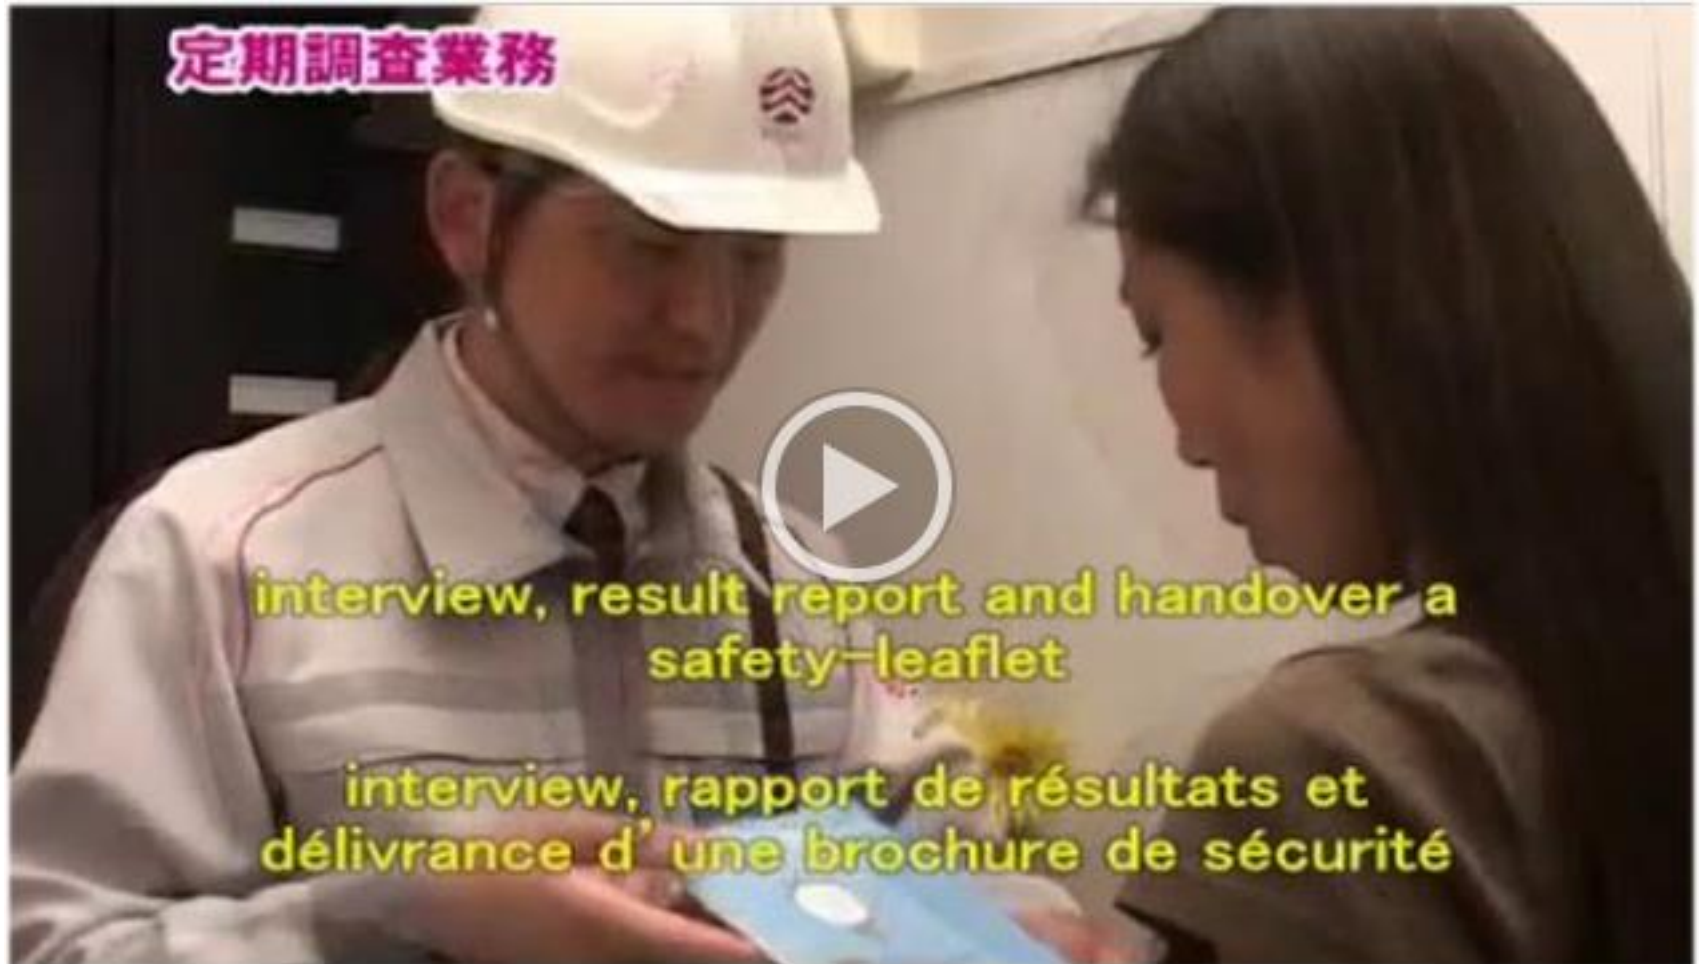 定期調査業務
interview, result report and handover a
safety-leaflet
interview, rapport de résultats et
délivrance d' une brochure de sécurité